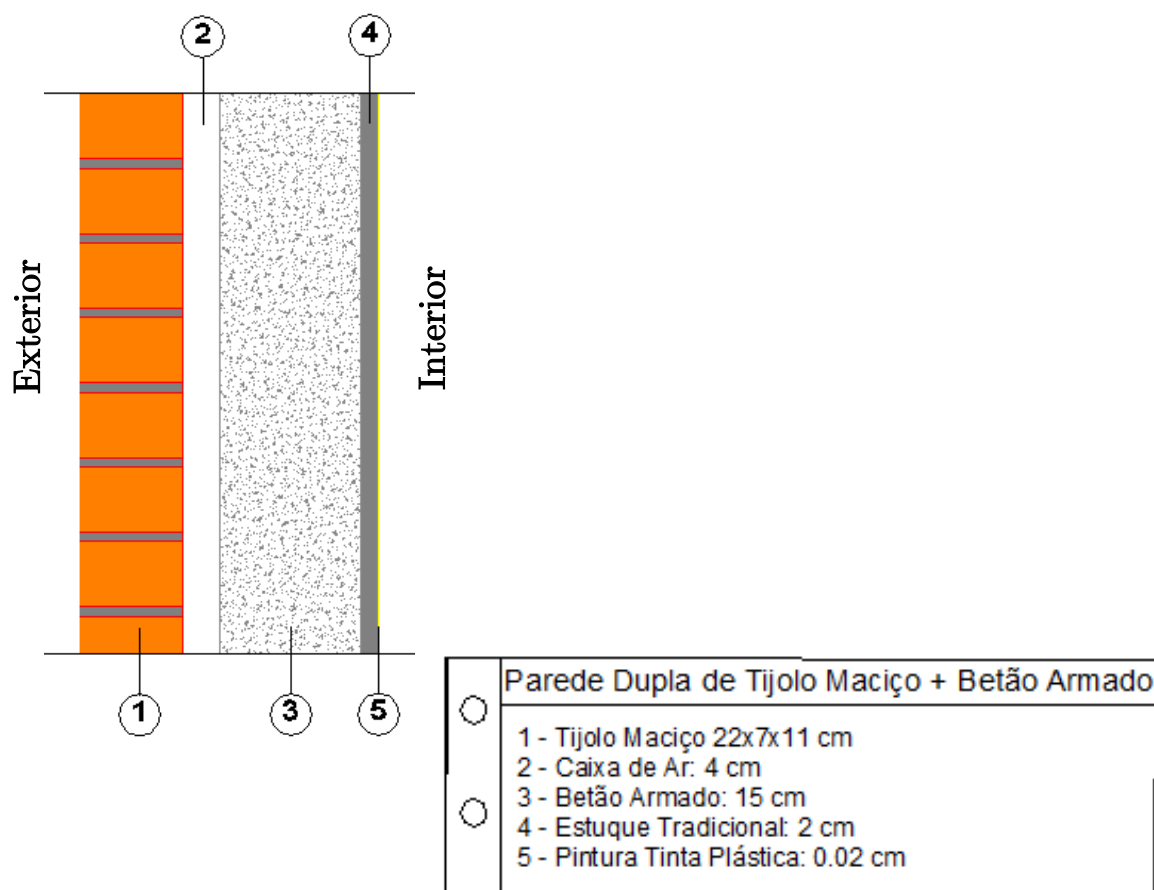 2
4
Exterior
Interior
1
3
5
Parede Dupla de Tijolo Maciço + Betão Armado
1 - Tijolo Maciço 22x7x11 cm
2 - Caixa de Ar: 4 cm
3 - Betão Armado: 15 cm
4 - Estuque Tradicional: 2 cm
5 - Pintura Tinta Plástica: 0.02 cm